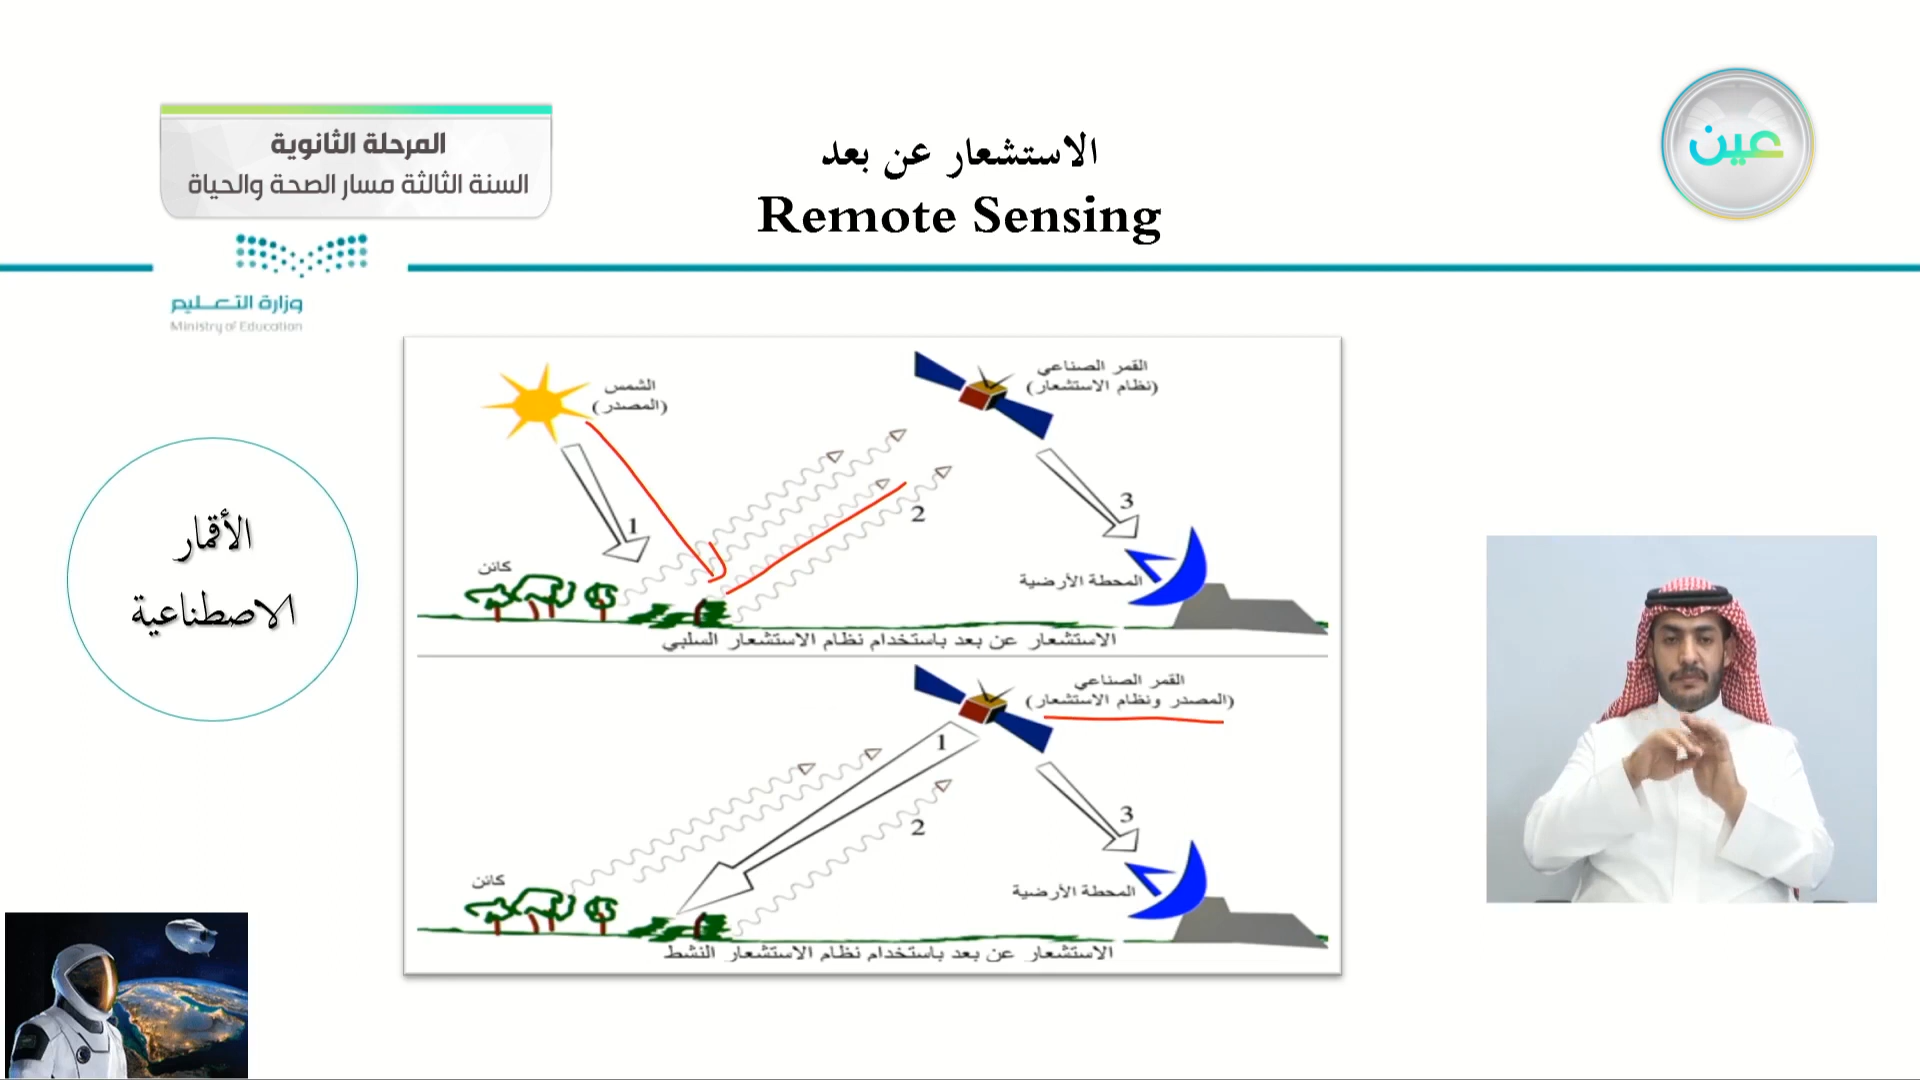 المرحلة الثانوية
السنة الثالثة مسار الصحة والحياة
الاستشعار عن بعد
Remote Sensing
عين
وزارة التعـــليم
Ministry of Education
الأقمار
الاصطناعية
الشمس
(المصدر)
القمر الصناعي
(نظام الاستشعار)
1
2
3
كائن
المحطة الأرضية
الاستشعار عن بعد باستخدام نظام الاستشعار السلبي
القمر الصناعي
(المصدر ونظام الاستشعار)
1
2
3
كائن
المحطة الأرضية
الاستشعار عن بعد باستخدام نظام الاستشعار النشط